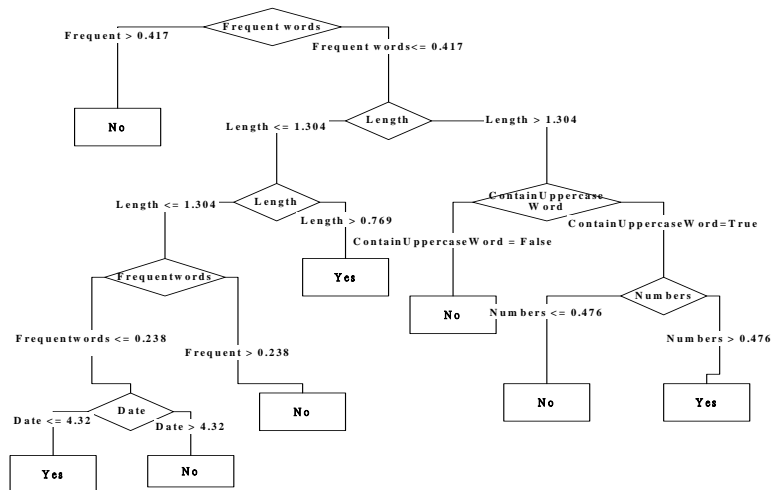 Frequent words
Frequent > 0.417
Frequent words<= 0.417
No
Length <= 1.304
Length
Length > 1.304
Length <= 1.304
Length
Length > 0.769
ContainUppercase
Word
ContainUppercaseWord = False
ContainUppercaseWord=True
Frequentwords
Yes
Numbers
No
Numbers <= 0.476
Numbers > 0.476
Frequentwords <= 0.238
Frequent > 0.238
No
No
Yes
Date
Date <= 4.32
Date > 4.32
Yes
No